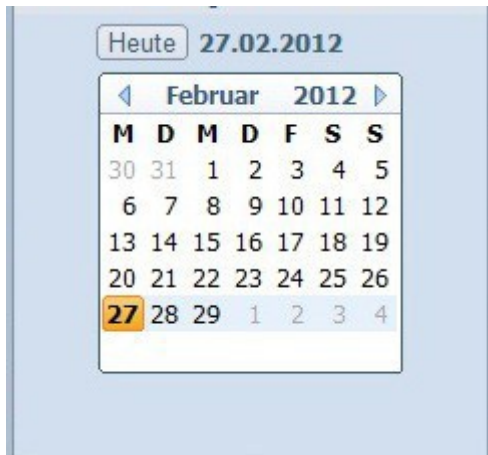 Heute 27.02.2012
Februar 2012
M D M D F S S
30 31 1 2 3 4 5
6 7 8 9 10 11 12
13 14 15 16 17 18 19
20 21 22 23 24 25 26
27 28 29 1 2 3 4